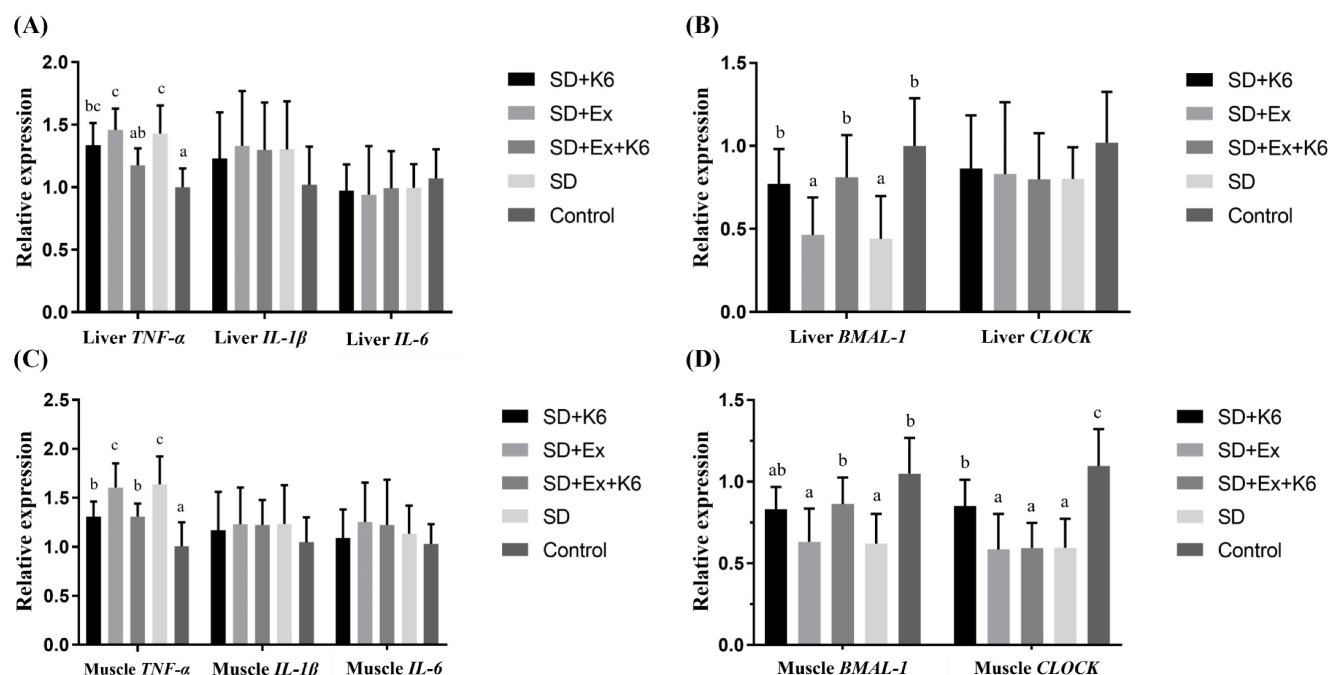 (A)
Relative expression
2.0
1.5
1.0
0.5
0.0
bc
c
ab
c
a
Liver TNF-α
Liver IL-1β
Liver IL-6
SD+K6
SD+Ex
SD+Ex+K6
SD
Control
(B)
Relative expression
1.5
1.0
0.5
0.0
b
a
b
a
b
Liver BMAL-1
Liver CLOCK
SD+K6
SD+Ex
SD+Ex+K6
SD
Control
(C)
Relative expression
2.5
2.0
1.5
1.0
0.5
0.0
b
c
b
c
a
Muscle TNF-α
Muscle IL-1β
Muscle IL-6
SD+K6
SD+Ex
SD+Ex+K6
SD
Control
(D)
Relative expression
1.5
1.0
0.5
0.0
ab
a
b
a
b
b
a
a
a
c
Muscle BMAL-1
Muscle CLOCK
SD+K6
SD+Ex
SD+Ex+K6
SD
Control